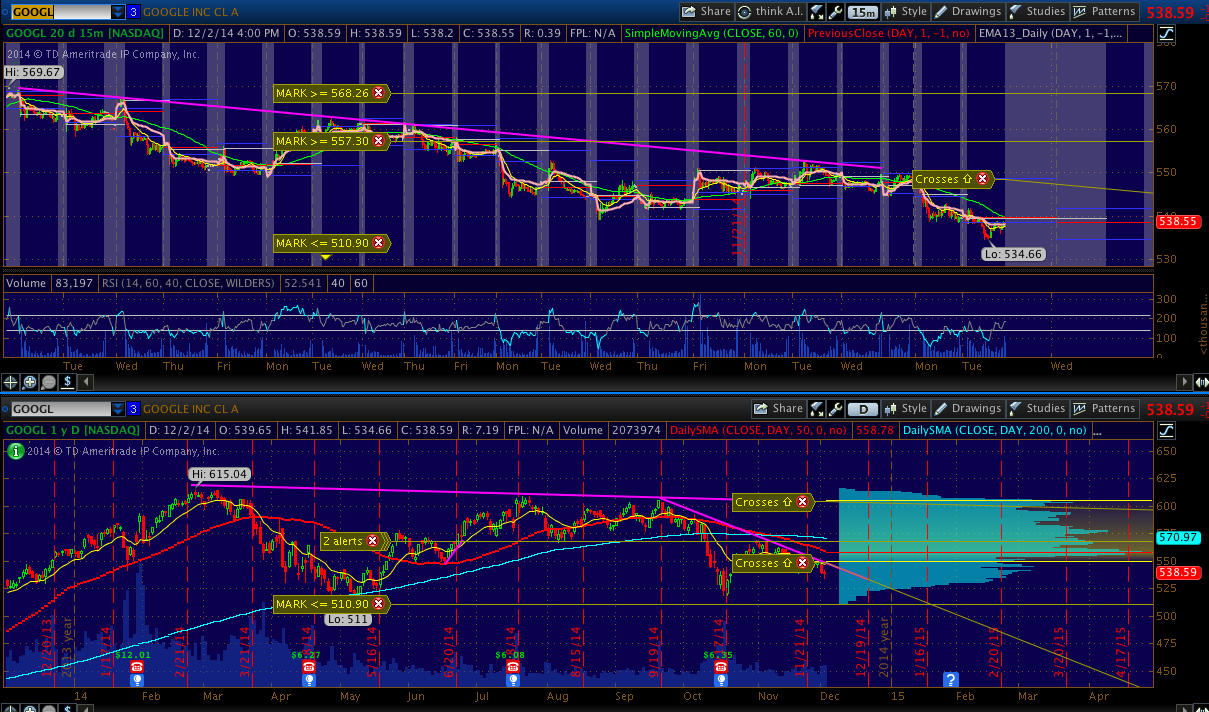 GOOGL 3 GOOGLE INC CL A Share think A.I. 15m Style Drawings Studies Patterns 538.59
GOOGL 20 d 15m [NASDAQ] D: 12/2/14 4:00 PM O: 538.59 H: 538.59 L: 538.2 C: 538.55 R: 0.39 FPL: N/A SimpleMovingAvg (CLOSE, 60, 0) PreviousClose (DAY, 1, -1, no) EMA13_Daily (DAY, 1, -1,...
2014 © TD Ameritrade IP Company, Inc.
Hi: 569.67
570
MARK >= 568.26
560
MARK >= 557.30
550
Crosses
11/21/14
538.55
MARK <= 510.90
Lo: 534.66
530
Volume 83,197 RSI (14, 60, 40, CLOSE, WILDERS) 52.541 40 60
300
200
100
<thousan...
Tue Wed Thu Fri Mon Tue Wed Thu Fri Mon Tue Wed Thu Fri Mon Tue Wed Fri Mon Tue Wed
$
GOOGL 3 GOOGLE INC CL A Share D Style Drawings Studies Patterns 538.59
GOOGL 1 y D [NASDAQ] D: 12/2/14 O: 539.65 H: 541.85 L: 534.66 C: 538.59 R: 7.19 FPL: N/A Volume 2073974 DailySMA (CLOSE, DAY, 50, 0, no) 558.78 DailySMA (CLOSE, DAY, 200, 0, no) ...
2014 © TD Ameritrade IP Company, Inc.
650
Hi: 615.04
625
Crosses
600
575
2 alerts
570.97
Crosses
550
538.59
MARK <= 510.90
Lo: 511
500
475
450
12/20/13 2013 year 1/17/14 2/21/14 3/21/14 5/16/14 6/20/14 8/15/14 9/19/14 11/21/14 12/19/14 2014 year 1/16/15 2/20/15 3/20/15 4/17/15
$12.01 $6.27 $6.08 $6.35
14 Feb Mar Apr May Jun Jul Aug Sep Oct Nov Dec 15 Feb Mar Apr